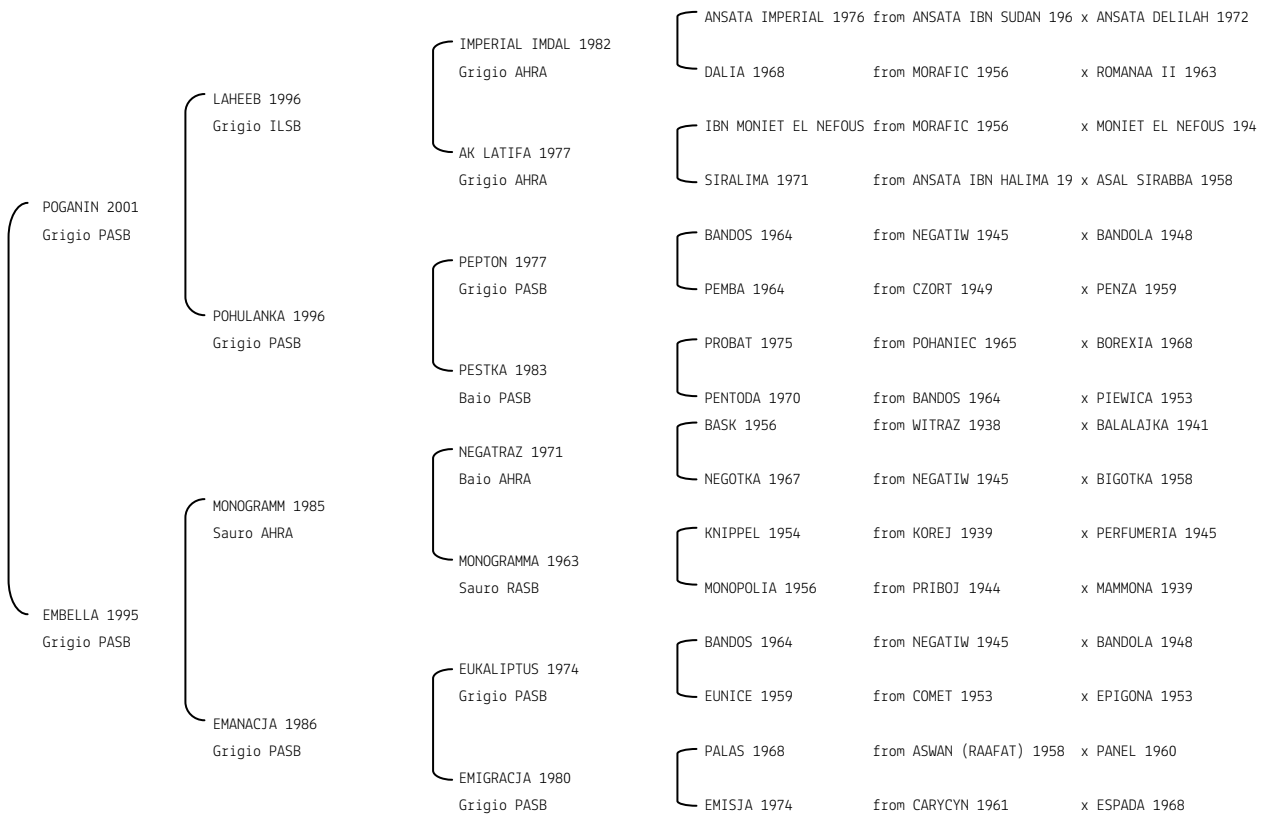 ANSATA IMPERIAL 1976 from ANSATA IBN SUDAN 196 x ANSATA DELILAH 1972
IMPERIAL IMDAL 1982
Grigio AHRA
DALIA 1968 from MORAFIC 1956 x ROMANAA II 1963
LAHEEB 1996
Grigio ILSB
IBN MONIET EL NEFOUS from MORAFIC 1956 x MONIET EL NEFOUS 194
AK LATIFA 1977
Grigio AHRA
SIRALIMA 1971 from ANSATA IBN HALIMA 19 x ASAL SIRABBA 1958
POGANIN 2001
Grigio PASB
BANDOS 1964 from NEGATIW 1945 x BANDOLA 1948
PEPTON 1977
Grigio PASB
PEMBA 1964 from CZORT 1949 x PENZA 1959
POHULANKA 1996
Grigio PASB
PROBAT 1975 from POHANIEC 1965 x BOREXIA 1968
PESTKA 1983
Baio PASB
PENTODA 1970 from BANDOS 1964 x PIEWICA 1953
BASK 1956 from WITRAZ 1938 x BALALAJKA 1941
NEGATRAZ 1971
Baio AHRA
NEGOTKA 1967 from NEGATIW 1945 x BIGOTKA 1958
MONOGRAMM 1985
Sauro AHRA
KNIPPEL 1954 from KOREJ 1939 x PERFUMERIA 1945
MONOGRAMMA 1963
Sauro RASB
MONOPOLIA 1956 from PRIBOJ 1944 x MAMMONA 1939
EMBELLA 1995
Grigio PASB
BANDOS 1964 from NEGATIW 1945 x BANDOLA 1948
EUKALIPTUS 1974
Grigio PASB
EUNICE 1959 from COMET 1953 x EPIGONA 1953
EMANACJA 1986
Grigio PASB
PALAS 1968 from ASWAN (RAAFAT) 1958 x PANEL 1960
EMIGRACJA 1980
Grigio PASB
EMISJA 1974 from CARYCYN 1961 x ESPADA 1968